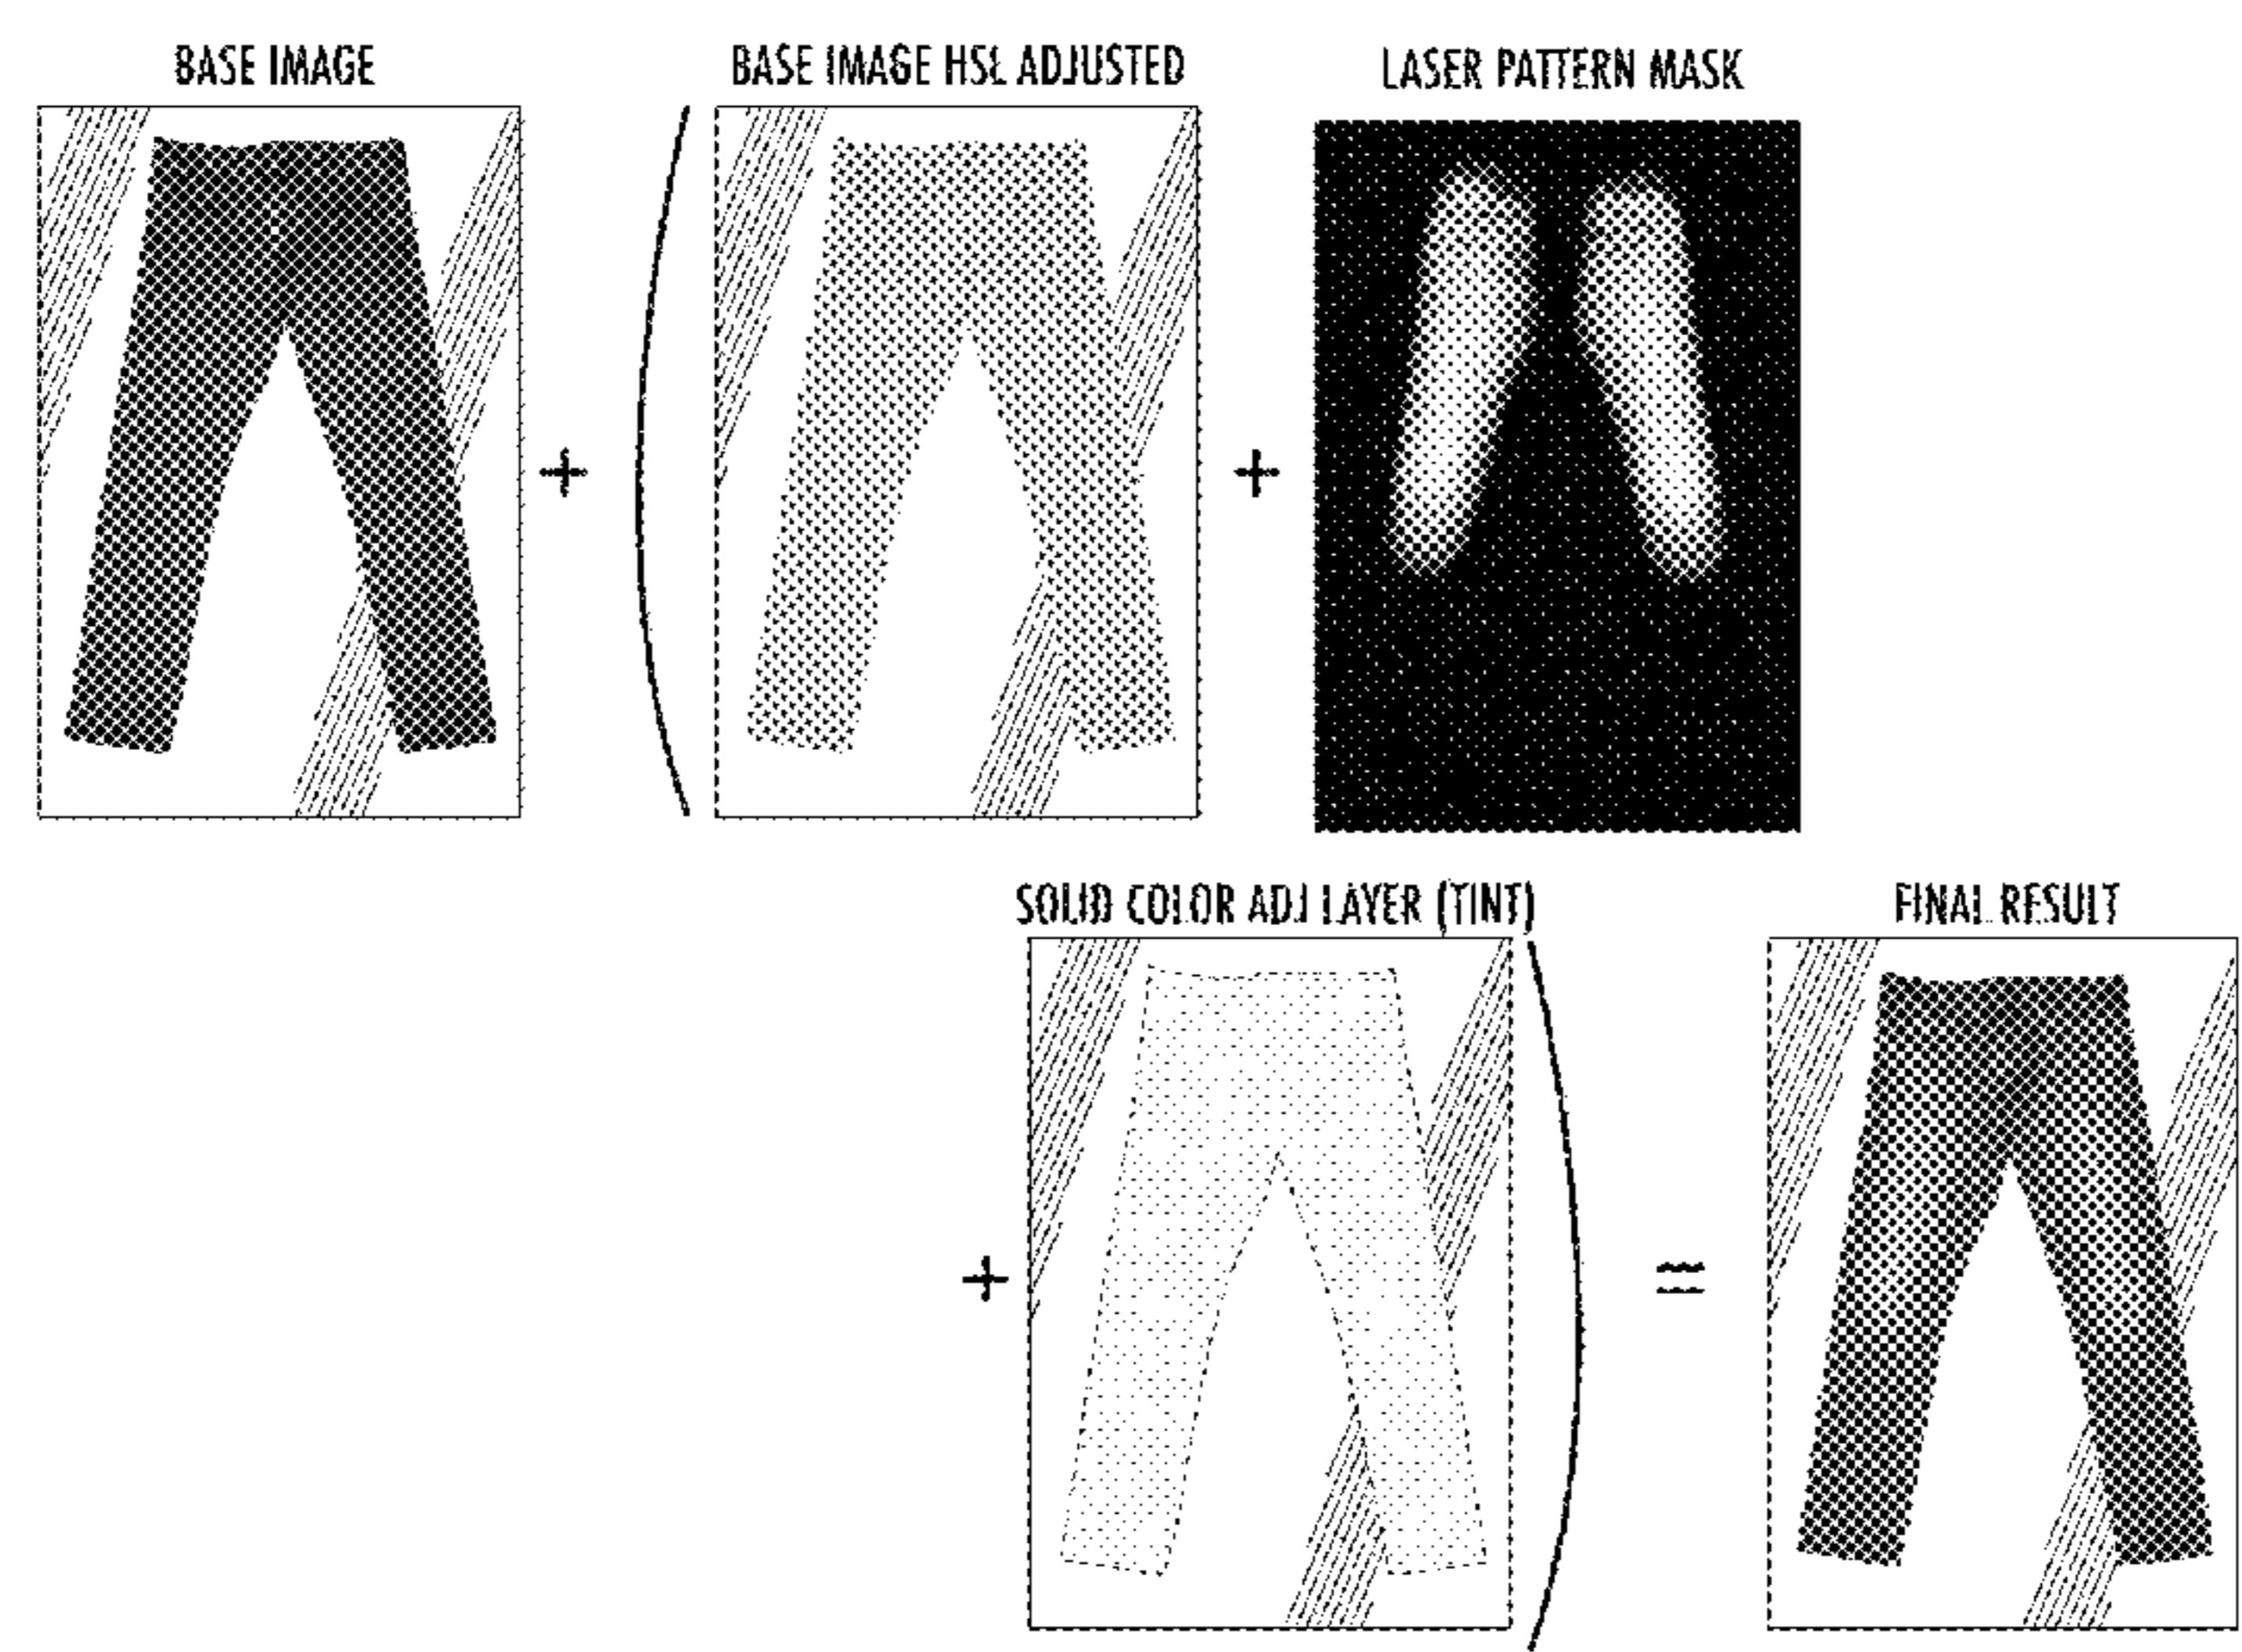 BASE IMAGE
BASE IMAGE HSL ADJUSTED
LASER PATTERN MASK
+
+
SOLID COLOR ADJ LAYER (TINT)
FINAL RESULT
+
=